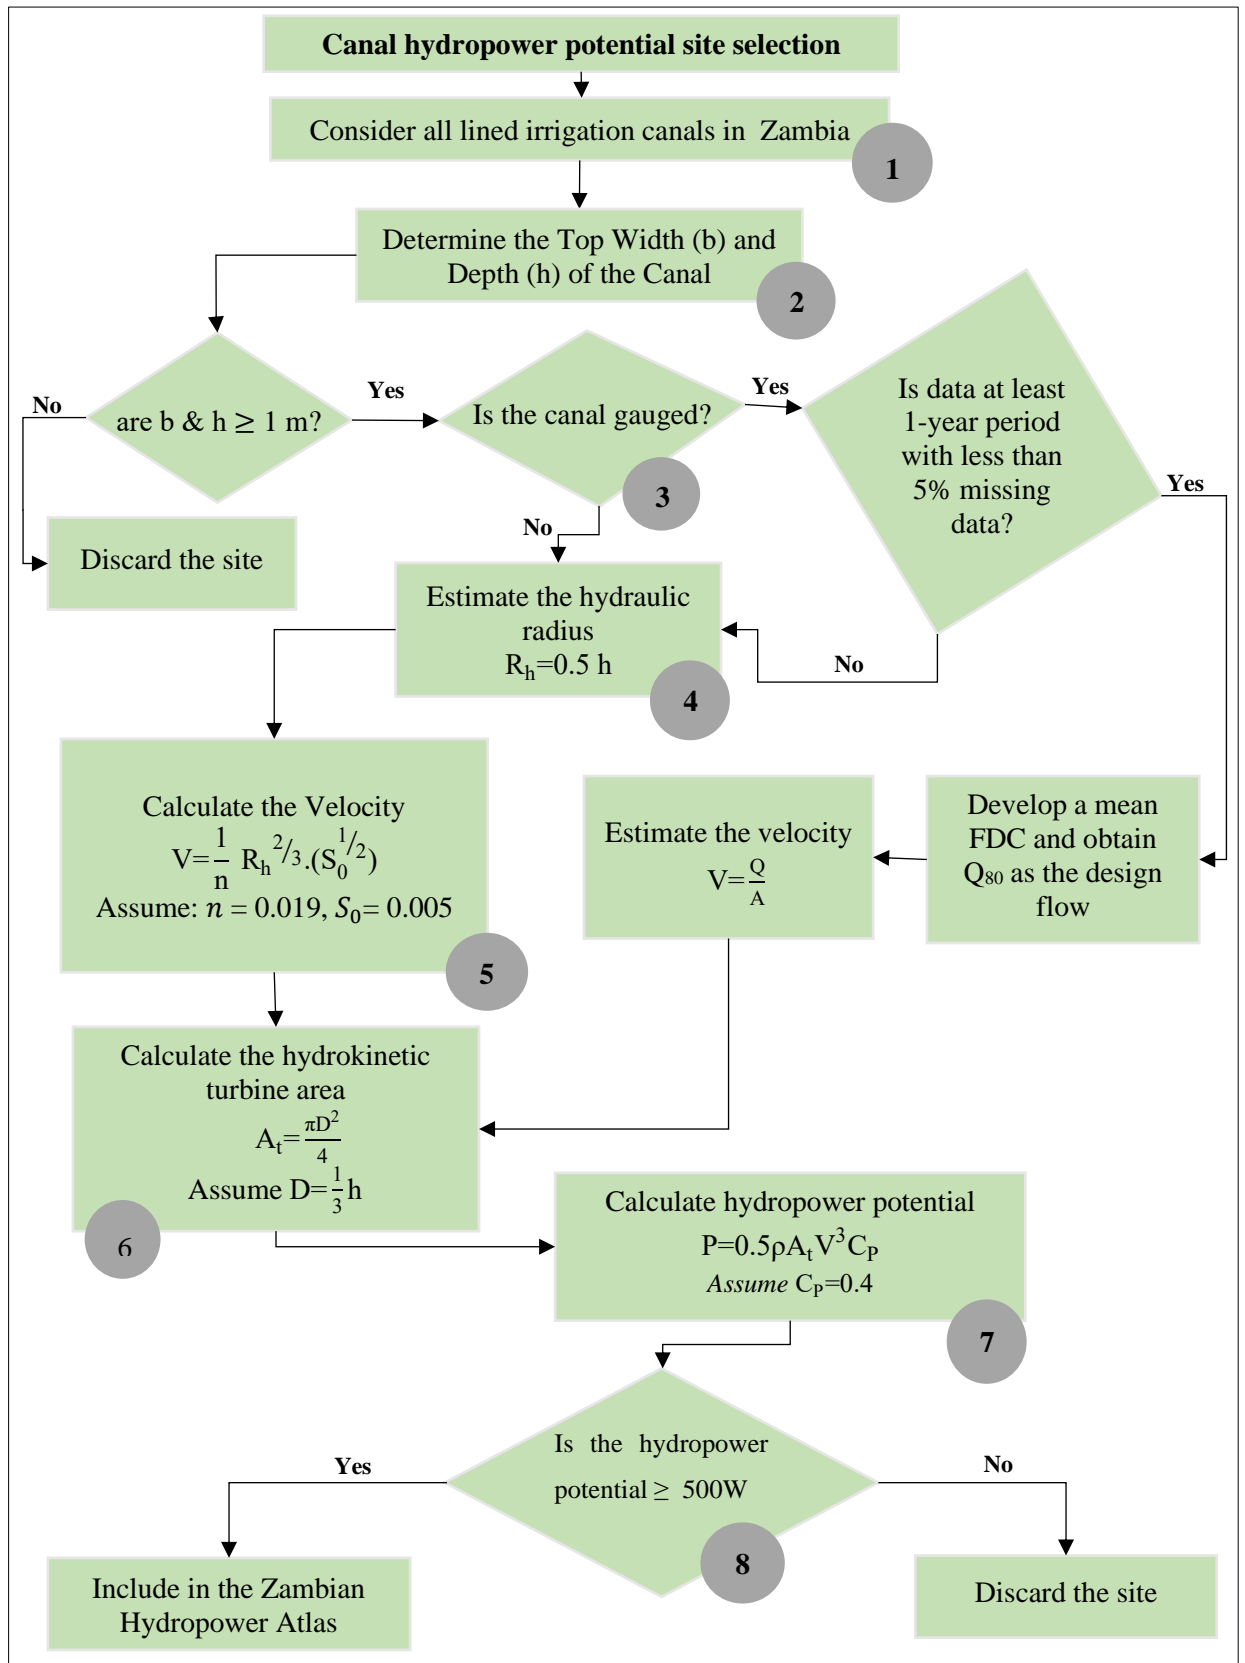 Canal hydropower potential site selection
Consider all lined irrigation canals in Zambia
1
Determine the Top Width (b) and
Depth (h) of the Canal
2
are b & h ≥ 1 m?
No
Yes
Discard the site
Is the canal gauged?
3
Yes
No
Is data at least
1-year period
with less than
5% missing
data?
Yes
No
Estimate the hydraulic
radius
Rₕ=0.5 h
4
Calculate the Velocity
V=1/n Rₕ^2/3.(S₀^1/2)
Assume: n = 0.019, S₀= 0.005
5
Estimate the velocity
V=Q/A
Develop a mean
FDC and obtain
Q₈₀ as the design
flow
Calculate the hydrokinetic
turbine area
Aₜ=πD²/4
Assume D=1/3 h
6
Calculate hydropower potential
P=0.5ρAₜV³C_P
Assume C_P=0.4
7
Is the hydropower
potential ≥ 500W
8
Yes
No
Include in the Zambian
Hydropower Atlas
Discard the site